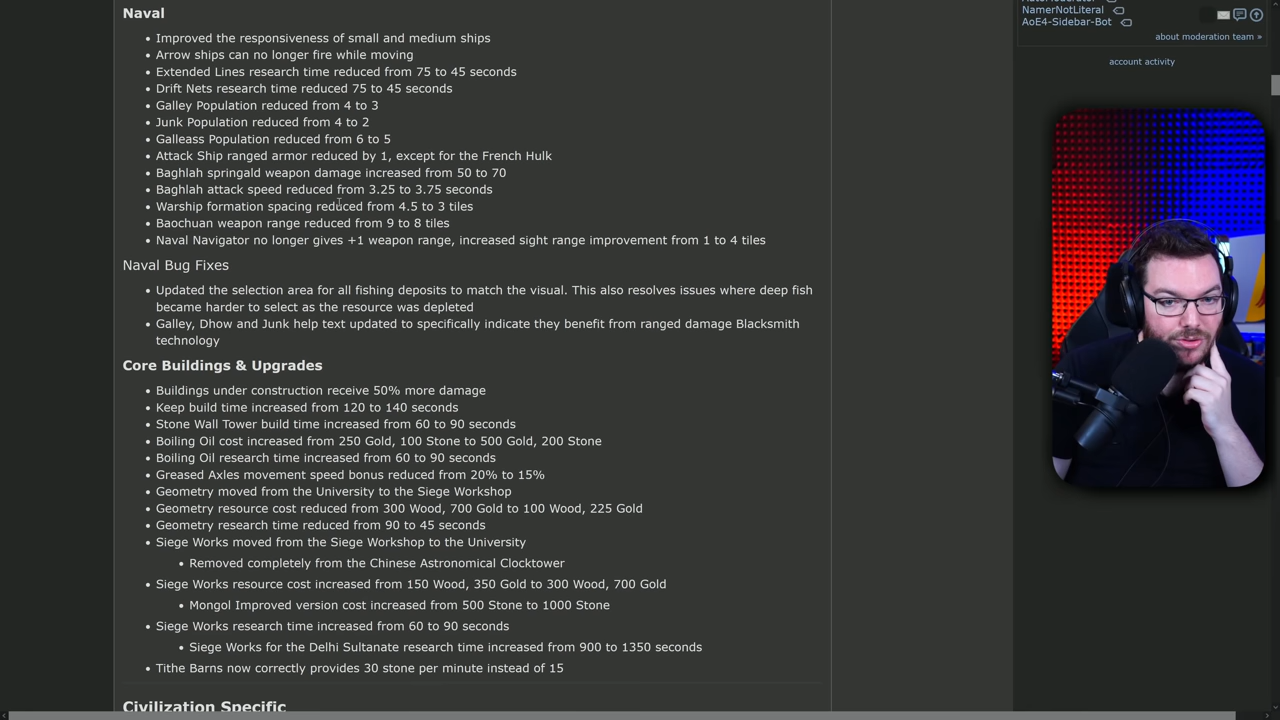 Naval
• Improved the responsiveness of small and medium ships
• Arrow ships can no longer fire while moving
• Extended Lines research time reduced from 75 to 45 seconds
• Drift Nets research time reduced 75 to 45 seconds
• Galley Population reduced from 4 to 3
• Junk Population reduced from 4 to 2
• Galleass Population reduced from 6 to 5
• Attack Ship ranged armor reduced by 1, except for the French Hulk
• Baghlah springald weapon damage increased from 50 to 70
• Baghlah attack speed reduced from 3.25 to 3.75 seconds
• Warship formation spacing reduced from 4.5 to 3 tiles
• Baochuan weapon range reduced from 9 to 8 tiles
• Naval Navigator no longer gives +1 weapon range, increased sight range improvement from 1 to 4 tiles
Naval Bug Fixes
• Updated the selection area for all fishing deposits to match the visual. This also resolves issues where deep fish
became harder to select as the resource was depleted
• Galley, Dhow and Junk help text updated to specifically indicate they benefit from ranged damage Blacksmith
technology
Core Buildings & Upgrades
• Buildings under construction receive 50% more damage
• Keep build time increased from 120 to 140 seconds
• Stone Wall Tower build time increased from 60 to 90 seconds
• Boiling Oil cost increased from 250 Gold, 100 Stone to 500 Gold, 200 Stone
• Boiling Oil research time increased from 60 to 90 seconds
• Greased Axles movement speed bonus reduced from 20% to 15%
• Geometry moved from the University to the Siege Workshop
• Geometry resource cost reduced from 300 Wood, 700 Gold to 100 Wood, 225 Gold
• Geometry research time reduced from 90 to 45 seconds
• Siege Works moved from the Siege Workshop to the University
• Removed completely from the Chinese Astronomical Clocktower
• Siege Works resource cost increased from 150 Wood, 350 Gold to 300 Wood, 700 Gold
• Mongol Improved version cost increased from 500 Stone to 1000 Stone
• Siege Works research time increased from 60 to 90 seconds
• Siege Works for the Delhi Sultanate research time increased from 900 to 1350 seconds
• Tithe Barns now correctly provides 30 stone per minute instead of 15
Civilization Specific
NamerNotLiteral
AoE4-Sidebar-Bot
about moderation team »
account activity